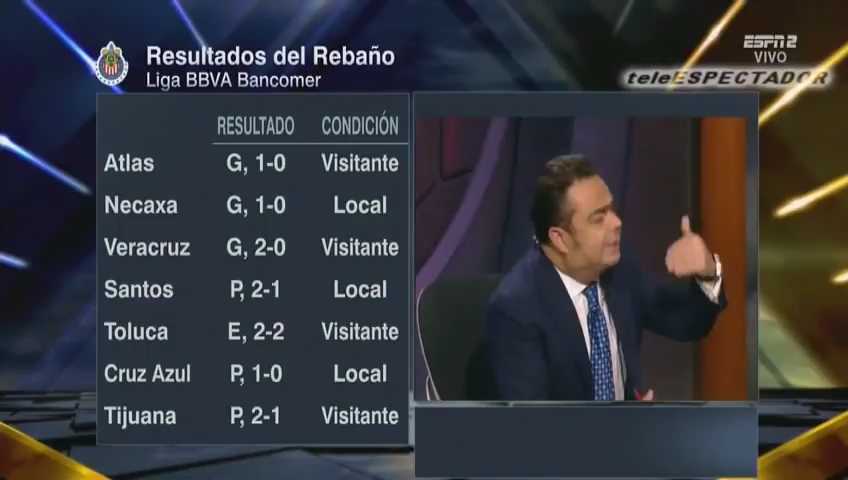 Resultados del Rebaño
Liga BBVA Bancomer
ESPN 2
VIVO
teleESPECTADOR
RESULTADO CONDICIÓN
Atlas G, 1-0 Visitante
Necaxa G, 1-0 Local
Veracruz G, 2-0 Visitante
Santos P, 2-1 Local
Toluca E, 2-2 Visitante
Cruz Azul P, 1-0 Local
Tijuana P, 2-1 Visitante